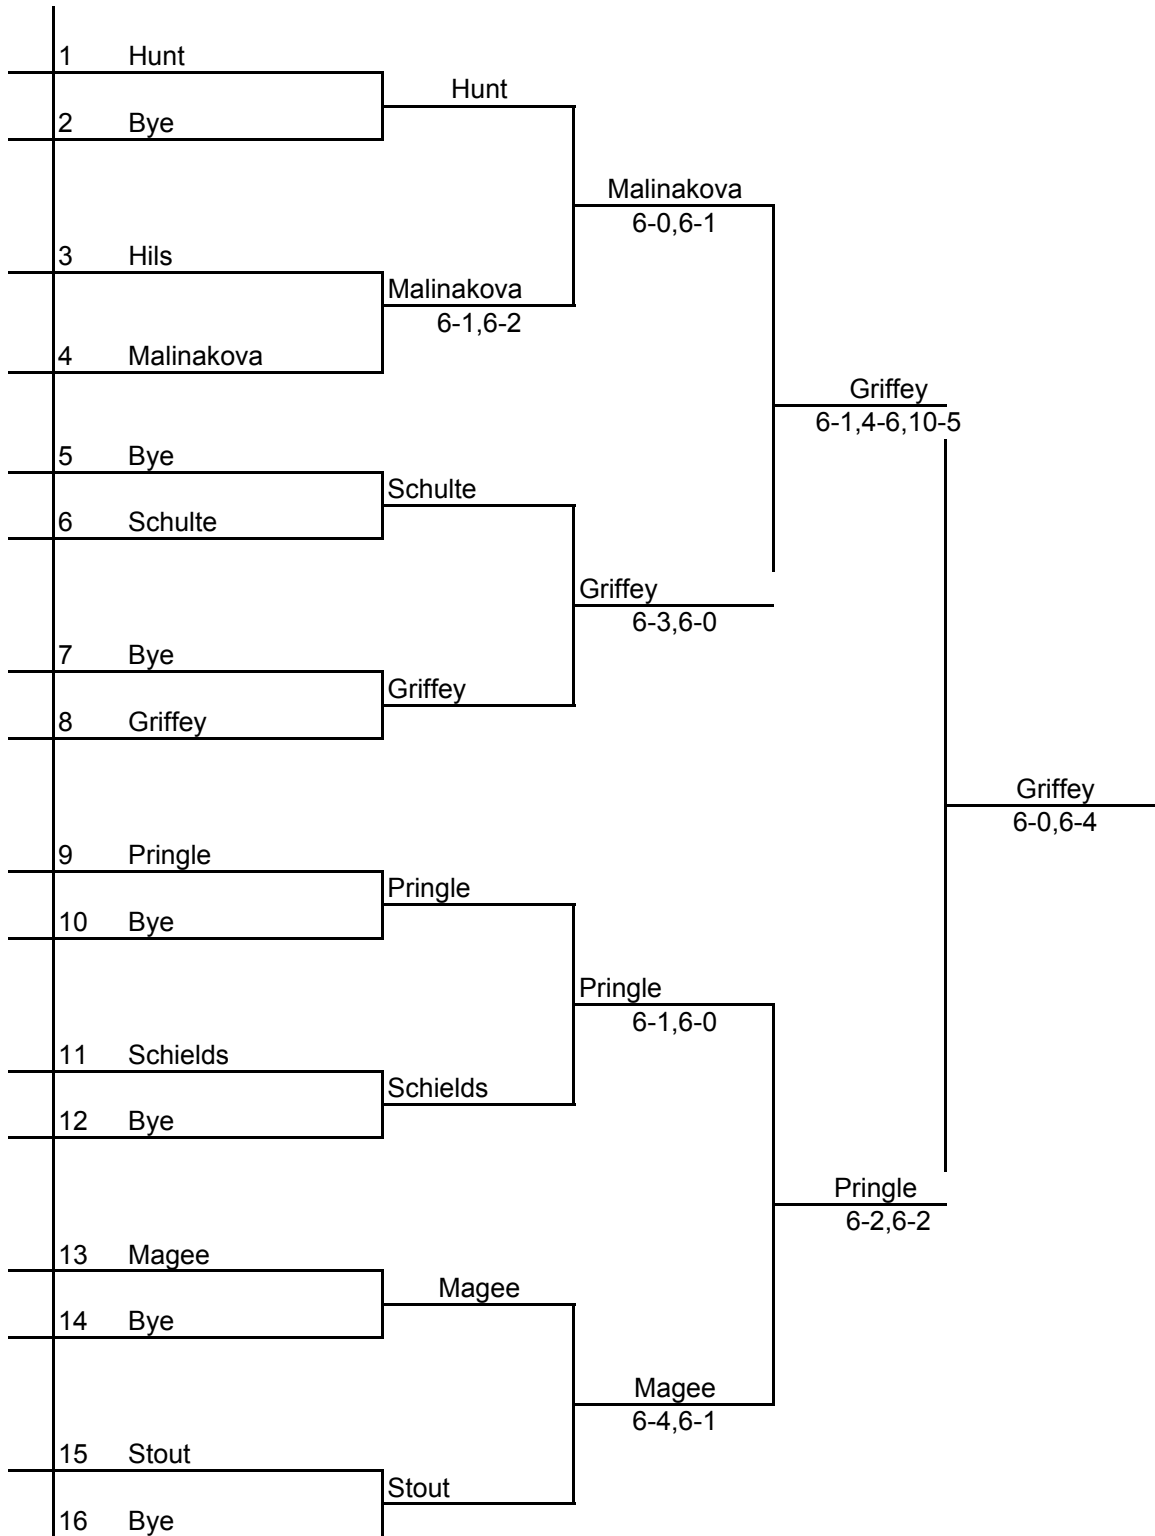 1 Hunt
Hunt
2 Bye
Malinakova
6-0,6-1
3 Hils
Malinakova
6-1,6-2
4 Malinakova
Griffey
6-1,4-6,10-5
5 Bye
Schulte
6 Schulte
Griffey
6-3,6-0
7 Bye
Griffey
8 Griffey
Griffey
6-0,6-4
9 Pringle
Pringle
10 Bye
Pringle
6-1,6-0
11 Schields
Schields
12 Bye
Pringle
6-2,6-2
13 Magee
Magee
14 Bye
Magee
6-4,6-1
15 Stout
Stout
16 Bye